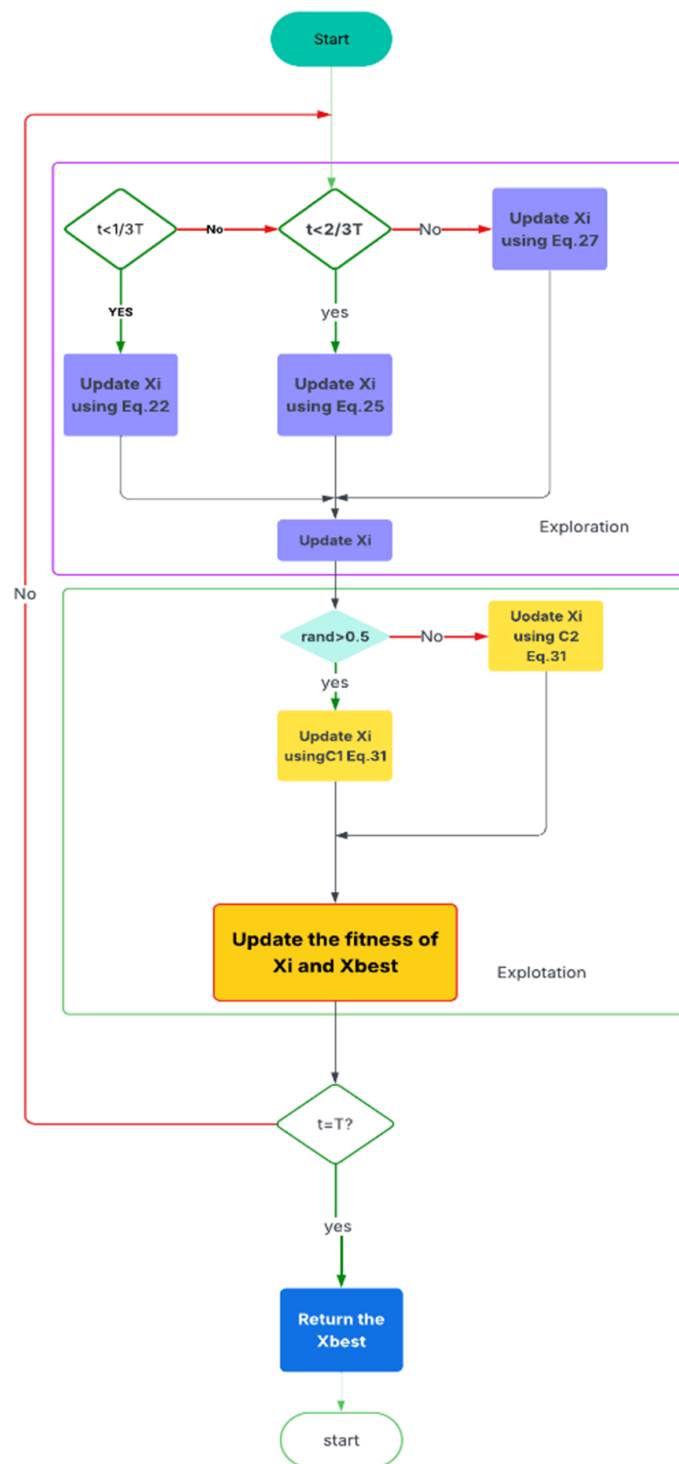 Start
t<1/3T
No
t<2/3T
No
Update Xi
using Eq.27
YES
yes
Update Xi
using Eq.22
Update Xi
using Eq.25
Exploration
Update Xi
No
rand>0.5
No
Uodate Xi
using C2
Eq.31
yes
Update Xi
usingC1 Eq.31
Update the fitness of
Xi and Xbest
Explotation
t=T?
yes
Return the
Xbest
start